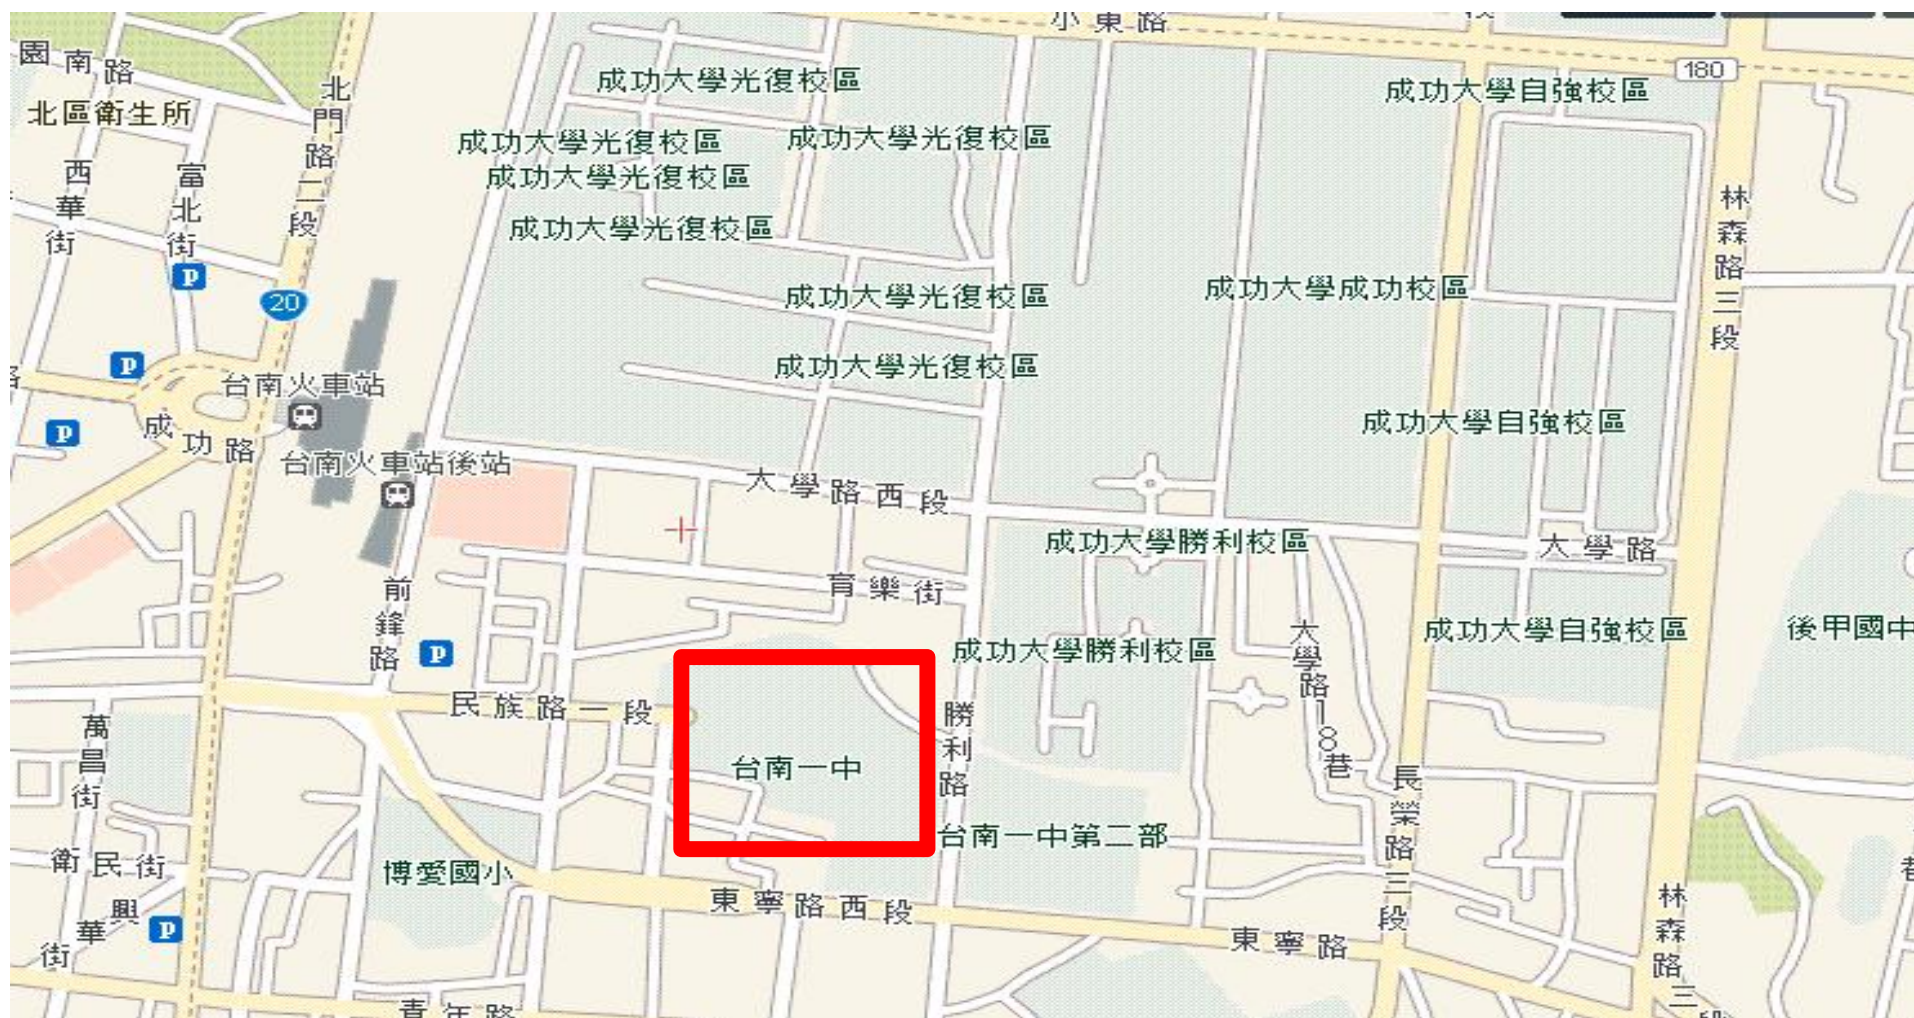 小東路
園南路
成功大學光復校區
180
成功大學自強校區
北區衛生所
北門路二段
成功大學光復校區
成功大學光復校區
成功大學光復校區
西華街
富北街
林森路三段
成功大學光復校區
P
20
成功大學光復校區
成功大學成功校區
P
台南火車站
成功大學光復校區
成功大學自強校區
P
成功路
台南火車站後站
大學路西段
成功大學勝利校區
大學路
前鋒路
育樂街
P
成功大學勝利校區
大學路18巷
成功大學自強校區
後甲國中
民族路一段
勝利路
萬昌街
台南一中
長榮路三段
台南一中第二部
衛民街
博愛國小
東寧路西段
林森路三段
興華街
P
東寧路
青年路
巷